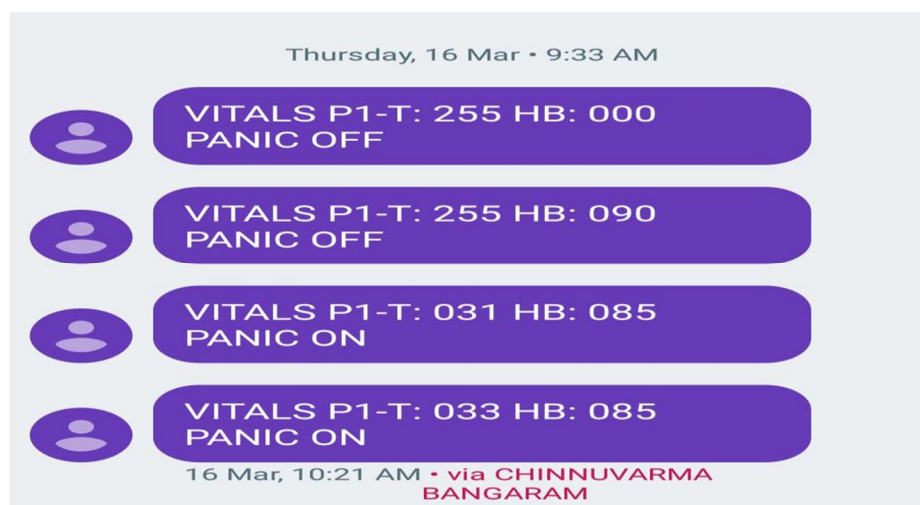 Thursday, 16 Mar • 9:33 AM
VITALS P1-T: 255 HB: 000
PANIC OFF
VITALS P1-T: 255 HB: 090
PANIC OFF
VITALS P1-T: 031 HB: 085
PANIC ON
VITALS P1-T: 033 HB: 085
PANIC ON
16 Mar, 10:21 AM • via CHINNUVARMA
BANGARAM